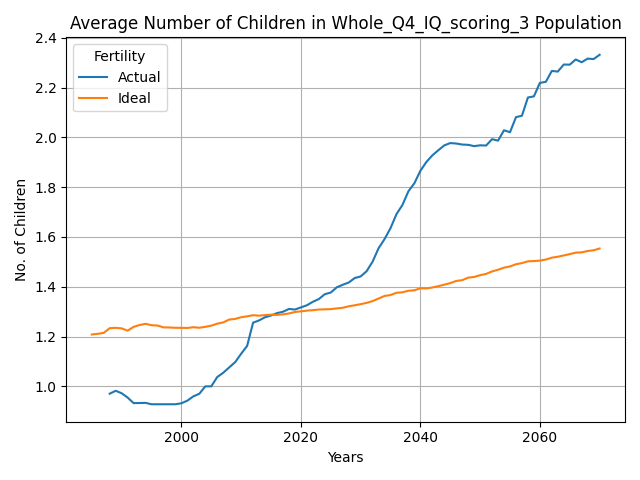 Average Number of Children in Whole_Q4_IQ_scoring_3 Population
Fertility
Actual
Ideal
No. of Children
2.4
2.2
2.0
1.8
1.6
1.4
1.2
1.0
2000
2020
2040
2060
Years